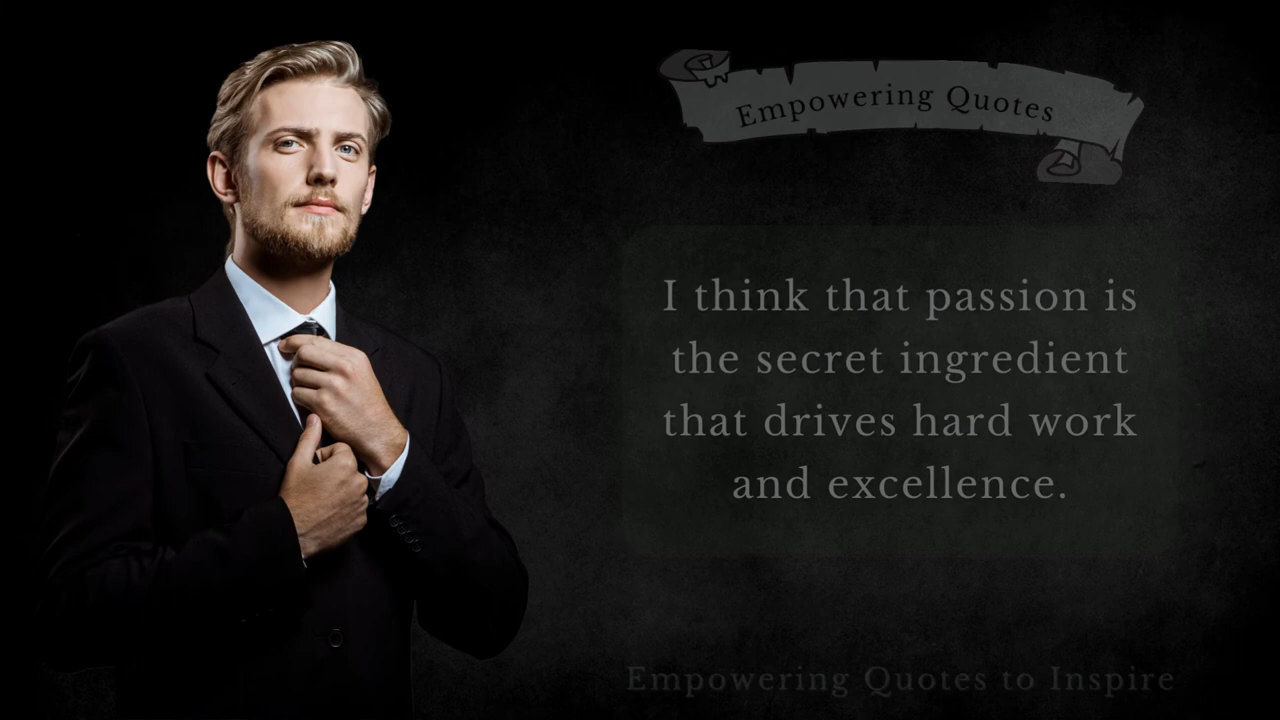 Empowering Quotes
I think that passion is
the secret ingredient
that drives hard work
and excellence.
Empowering Quotes to Inspire